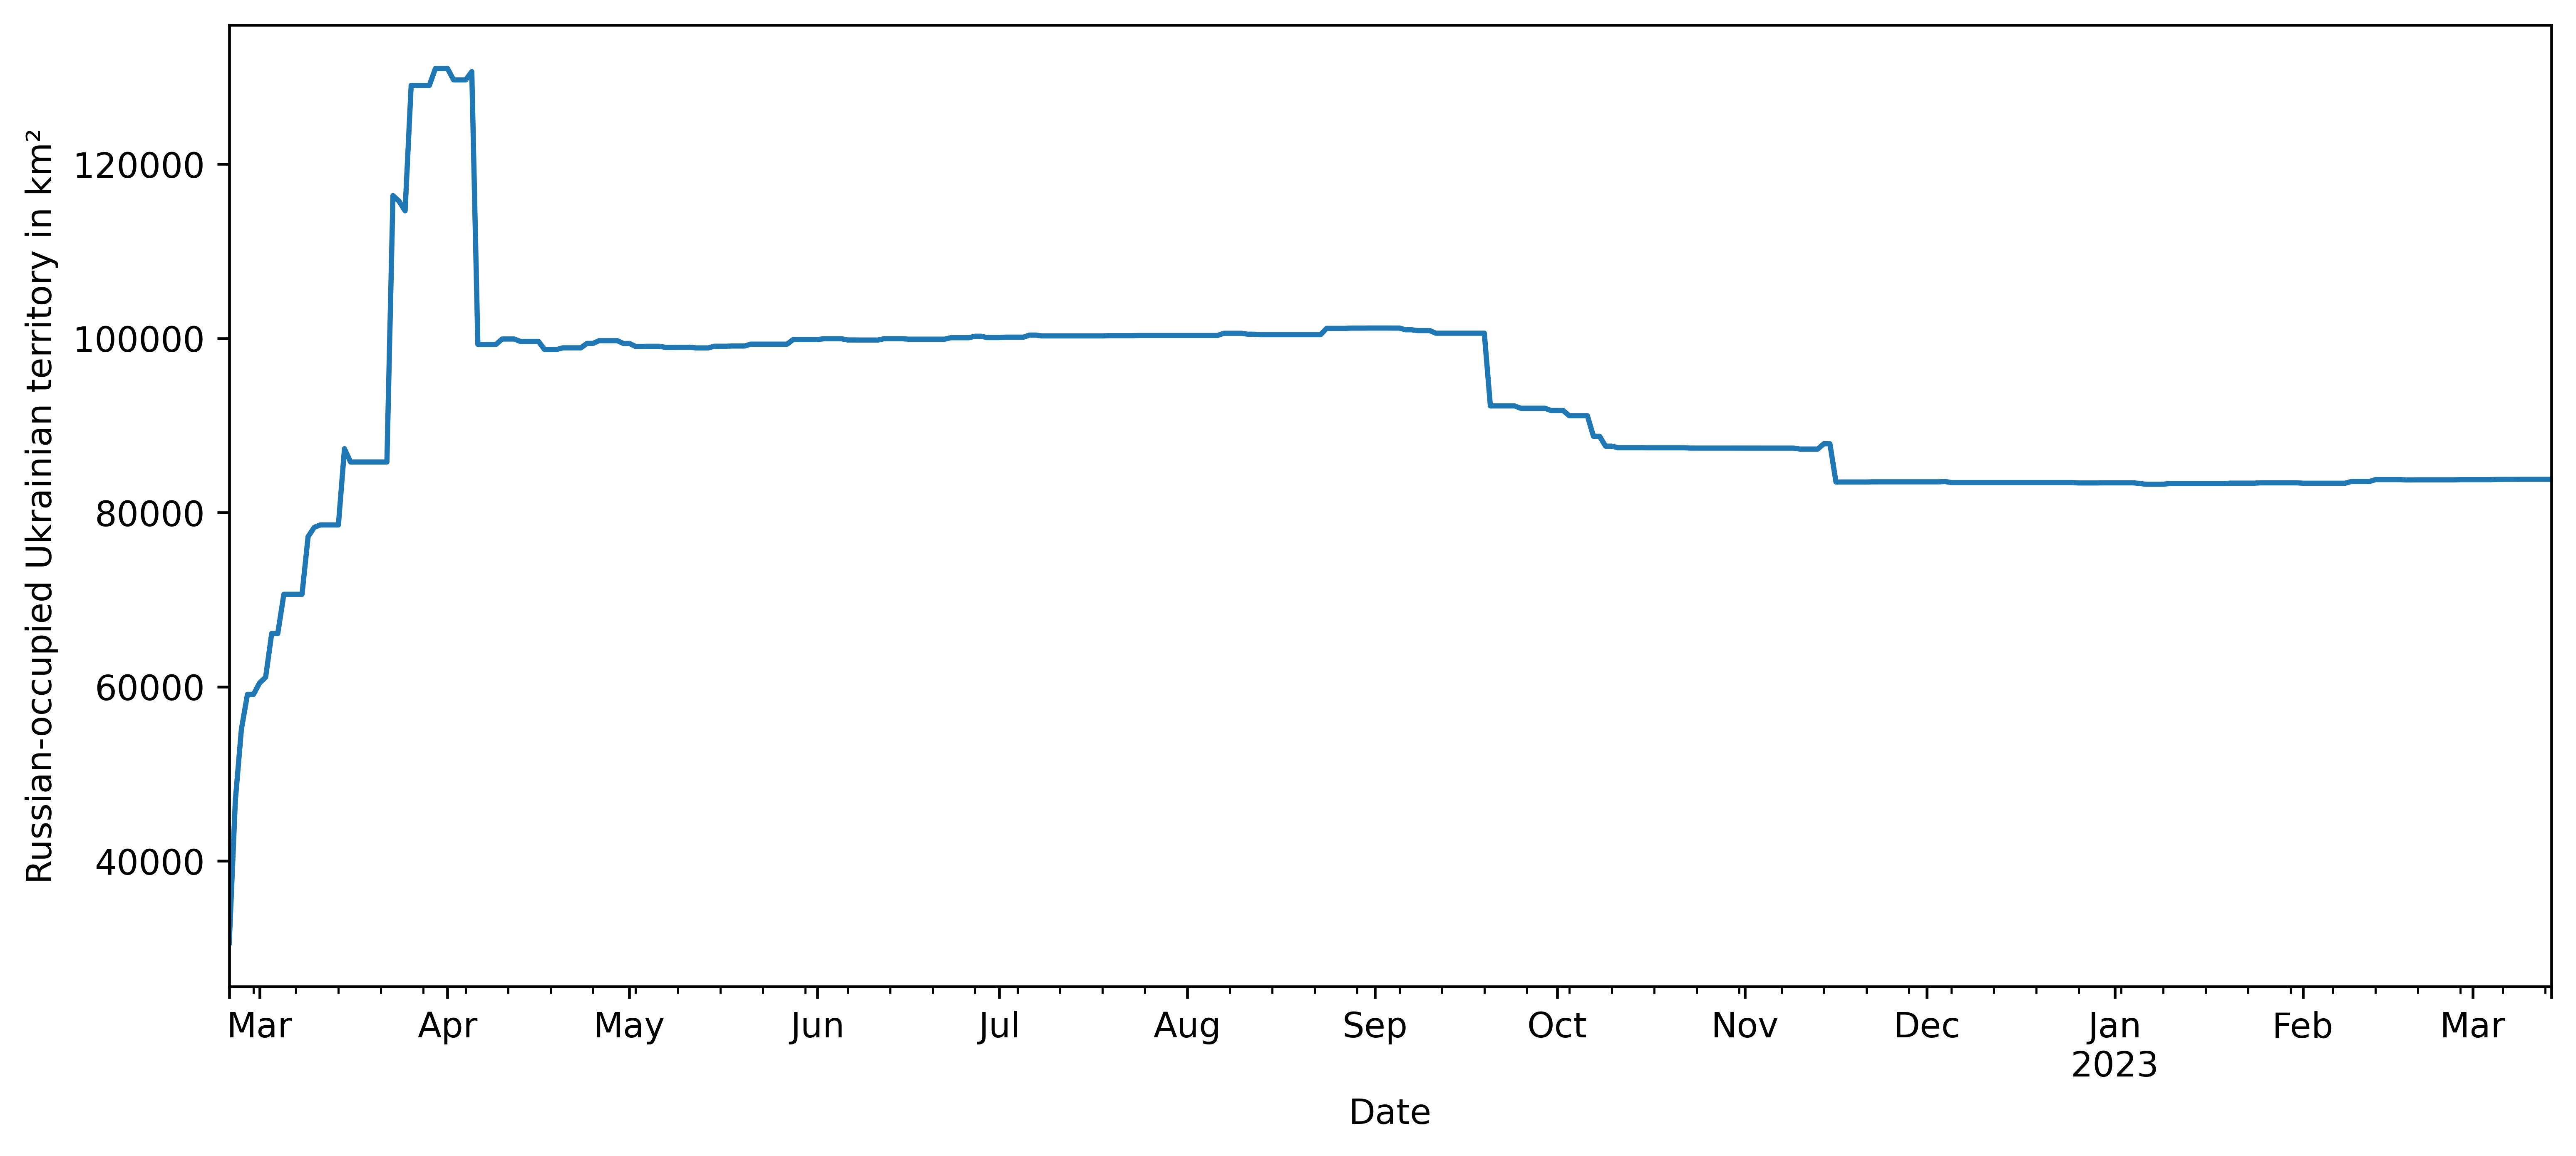 Russian-occupied Ukrainian territory in km²
120000
100000
80000
60000
40000
Mar Apr May Jun Jul Aug Sep Oct Nov Dec Jan Feb Mar
2023
Date